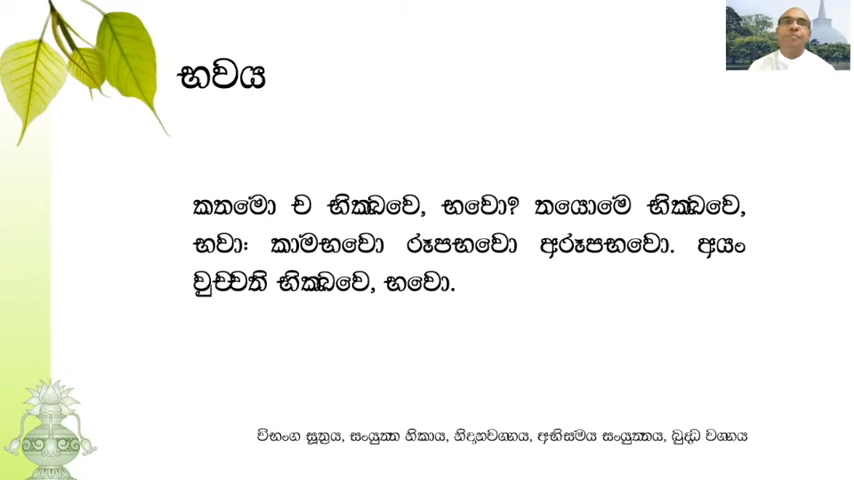 භවය
කතමො ච භික්ඛවෙ, භවො? තයොමෙ භික්ඛවෙ,
භවා: කාමභවො රූපභවො අරූපභවො. අයං
වුච්චති භික්ඛවෙ, භවො.
විභංග සූත්‍රය, සංයුත්ත නිකාය, නිදානවග්ගය, අභිසමය සංයුත්තය, බුද්ධ වග්ගය